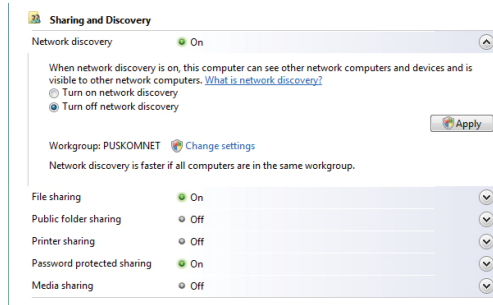 Sharing and Discovery
Network discovery On
When network discovery is on, this computer can see other network computers and devices and is
visible to other network computers. What is network discovery?
Turn on network discovery
Turn off network discovery
Apply
Workgroup: PUSKOMNET Change settings
Network discovery is faster if all computers are in the same workgroup.
File sharing On
Public folder sharing Off
Printer sharing Off
Password protected sharing On
Media sharing Off